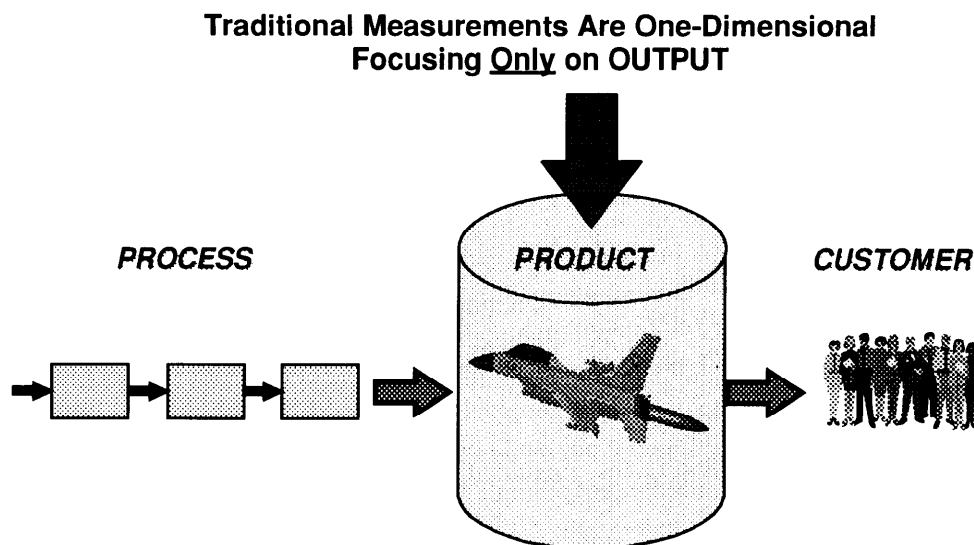 Traditional Measurements Are One-Dimensional
Focusing Only on OUTPUT
PROCESS
PRODUCT
CUSTOMER